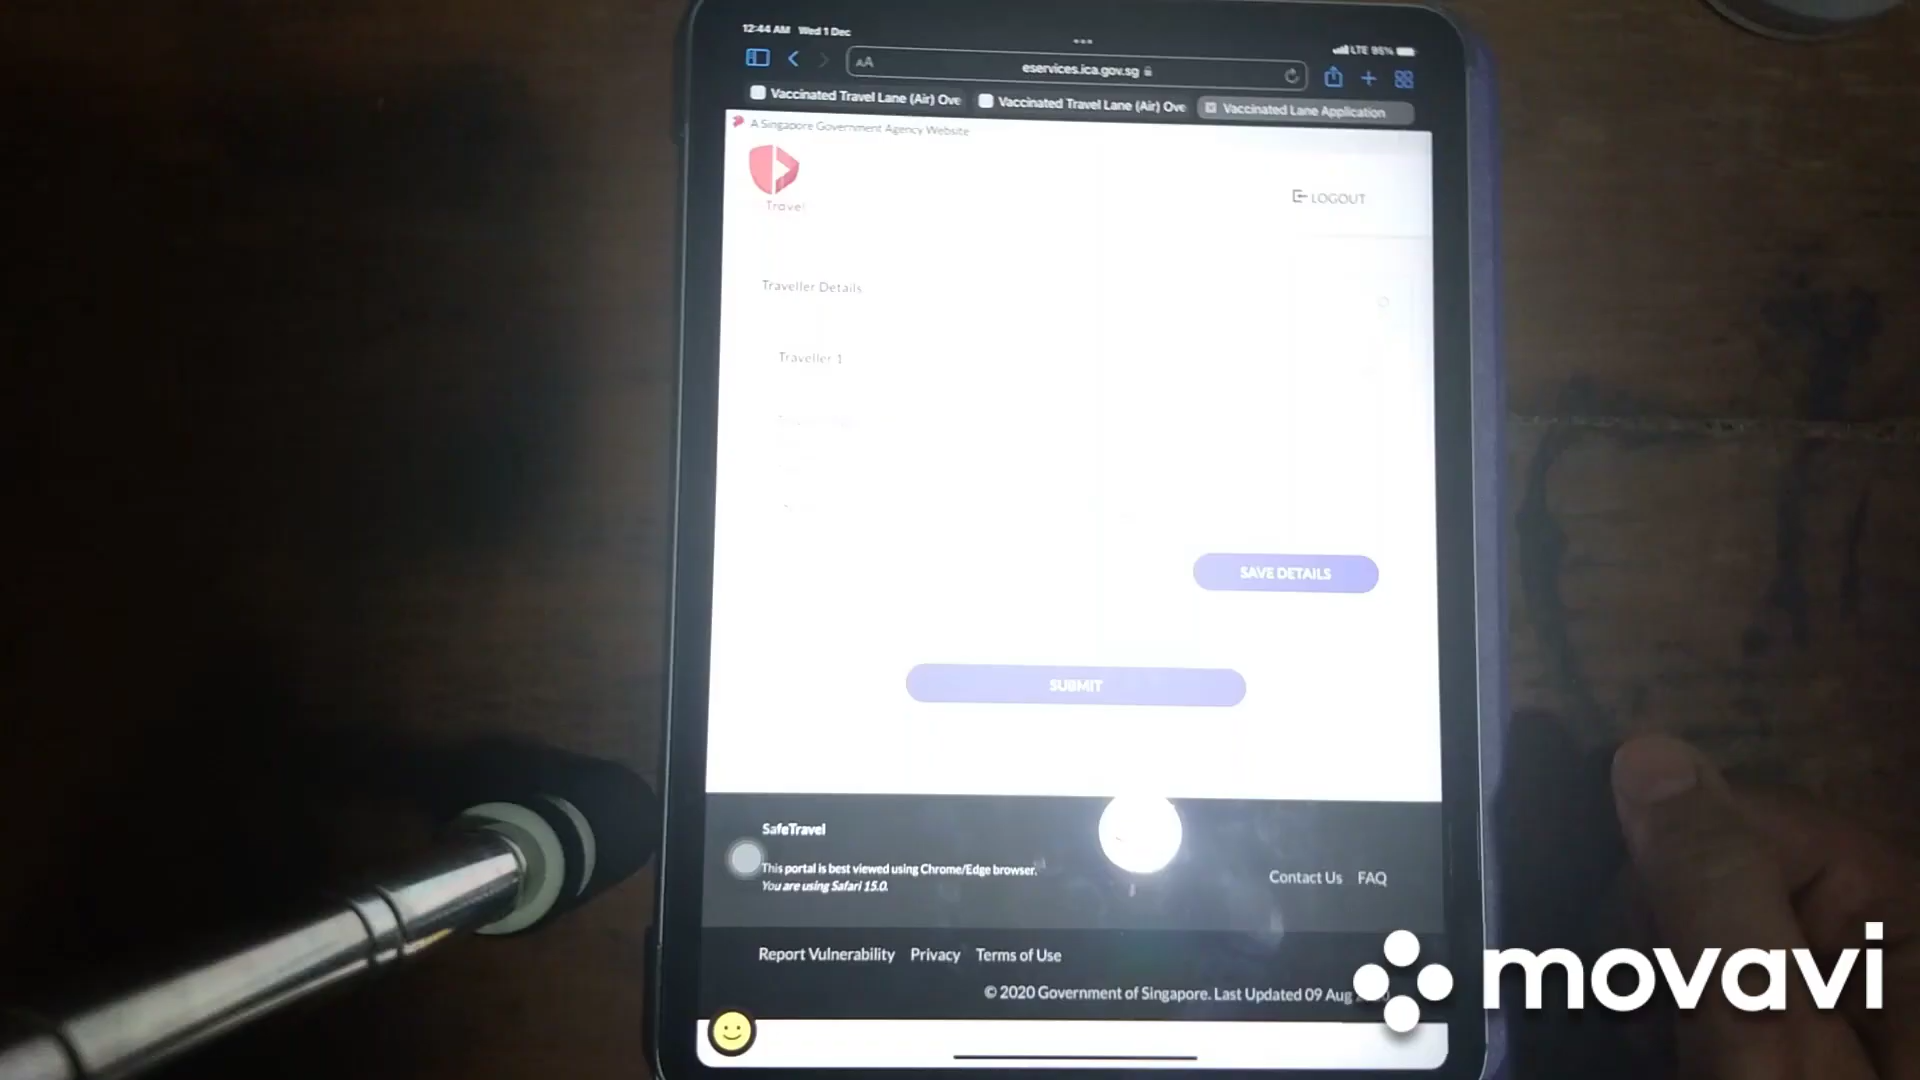 12:44 AM Wed 1 Dec
LTE 95%
AA
eservices.ica.gov.sg
Vaccinated Travel Lane (Air) Ove
Vaccinated Travel Lane (Air) Ove
Vaccinated Lane Application
A Singapore Government Agency Website
Travel
LOGOUT
Traveller Details
Traveller 1
SAVE DETAILS
SUBMIT
SafeTravel
This portal is best viewed using Chrome/Edge browser.
You are using Safari 15.0.
Contact Us FAQ
Report Vulnerability Privacy Terms of Use
© 2020 Government of Singapore. Last Updated 09 Aug
movavi